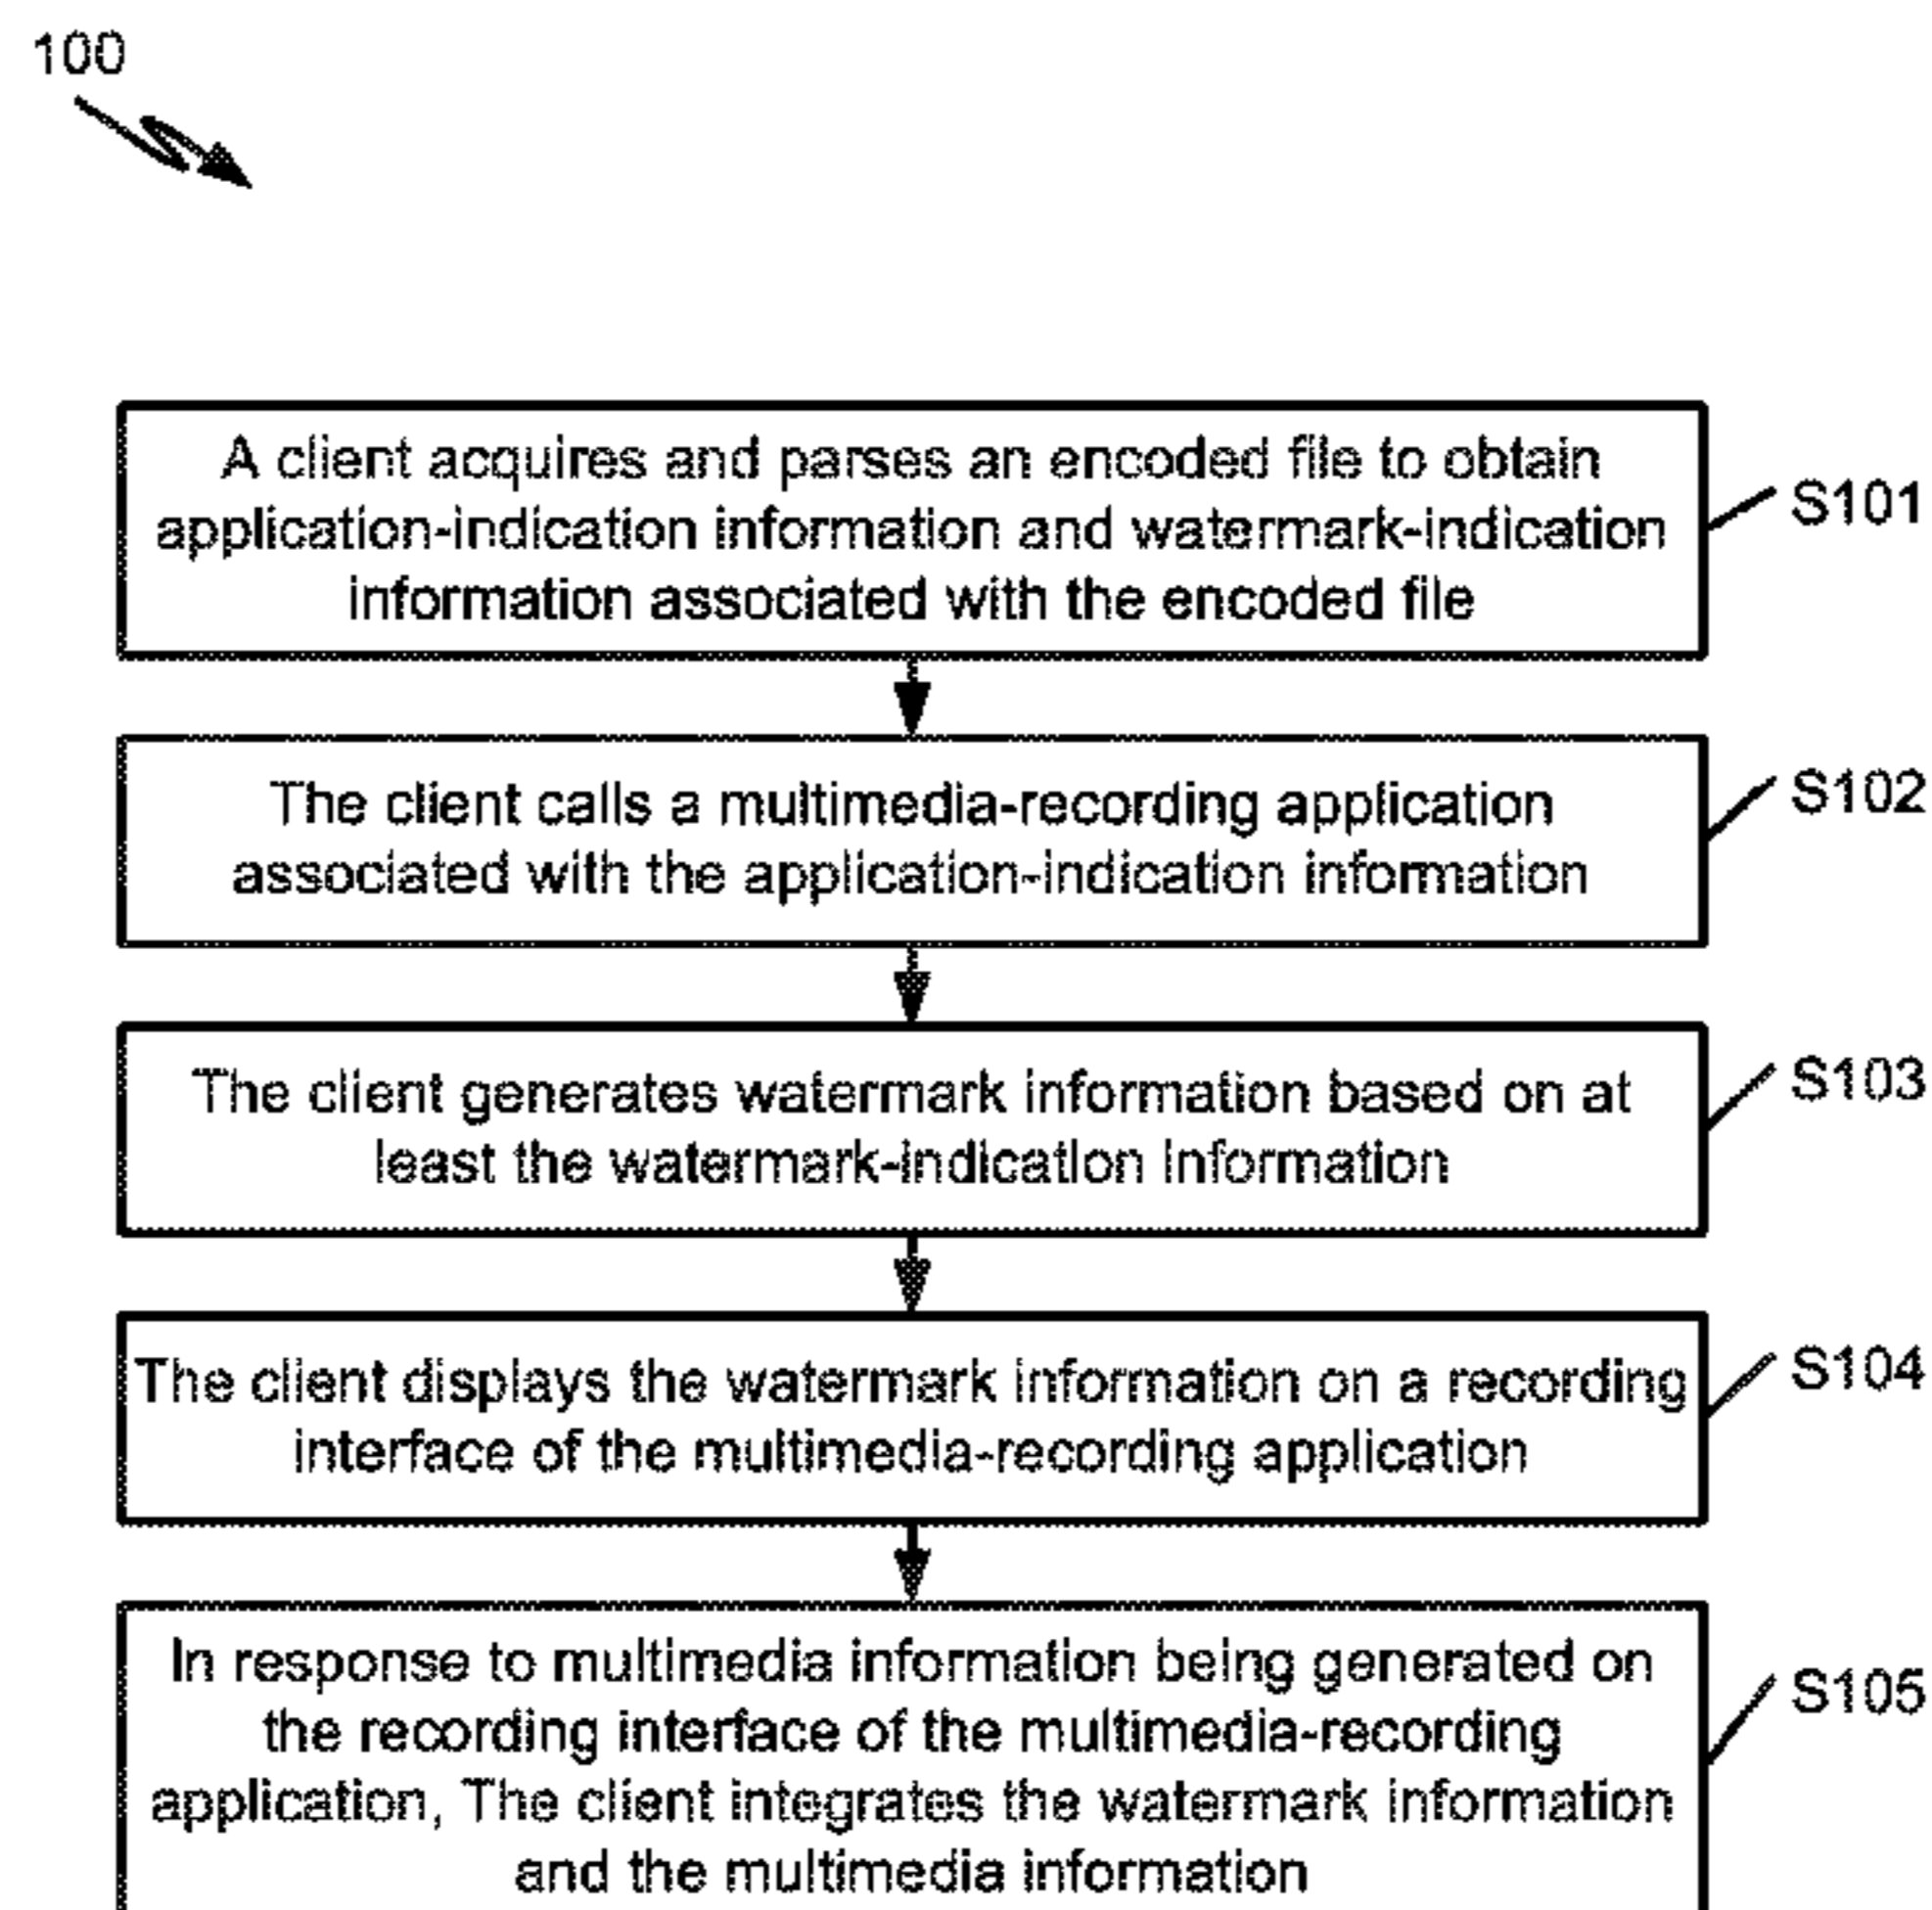 100
A client acquires and parses an encoded file to obtain
application-indication information and watermark-indication
information associated with the encoded file
S101
The client calls a multimedia-recording application
associated with the application-indication information
S102
The client generates watermark information based on at
least the watermark-indication information
S103
The client displays the watermark information on a recording
interface of the multimedia-recording application
S104
In response to multimedia information being generated on
the recording interface of the multimedia-recording
application, The client integrates the watermark information
and the multimedia information
S105